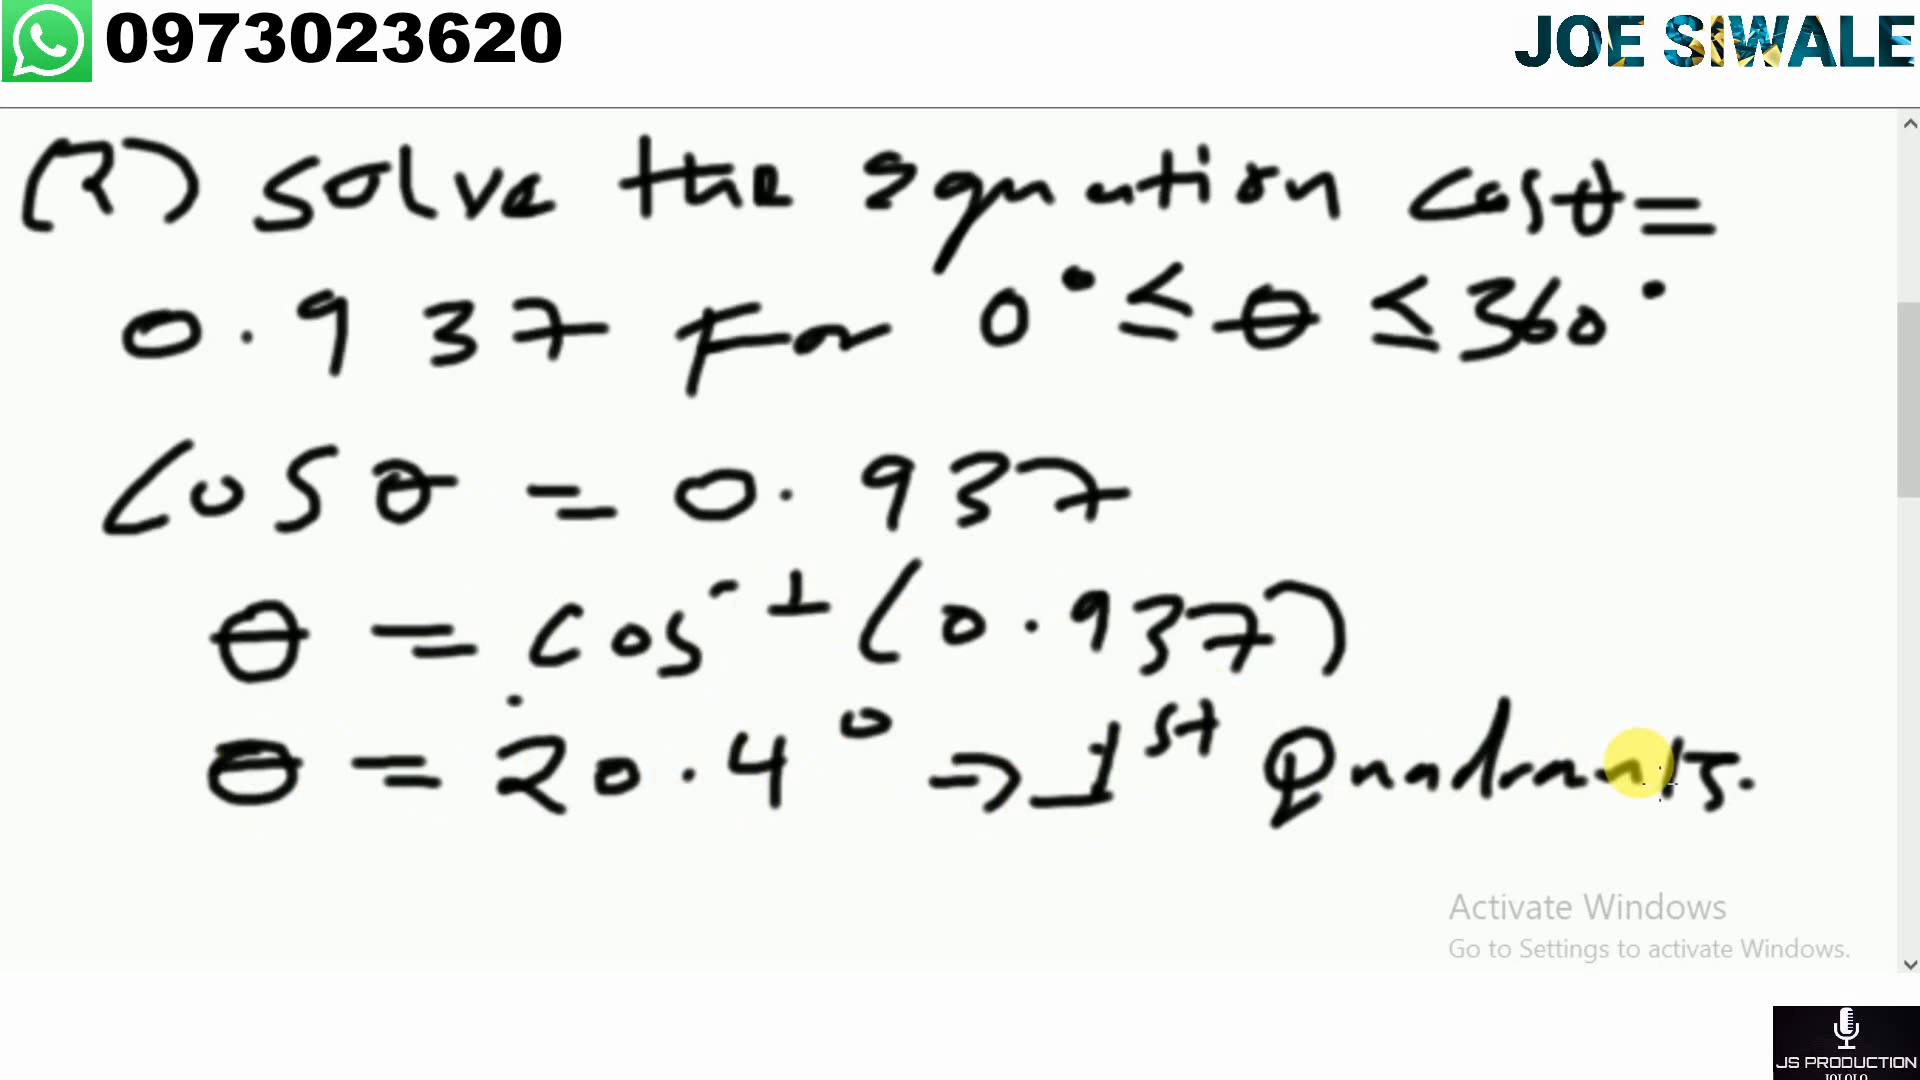 0973023620
JOE SIWALE
(2) solve the equation cosθ=
0.937 For 0°≤θ≤360°
Cosθ = 0.937
θ = cos⁻¹(0.937)
θ = 20.4° ⇒ 1st Quadrants.
Activate Windows
Go to Settings to activate Windows.
JS PRODUCTION